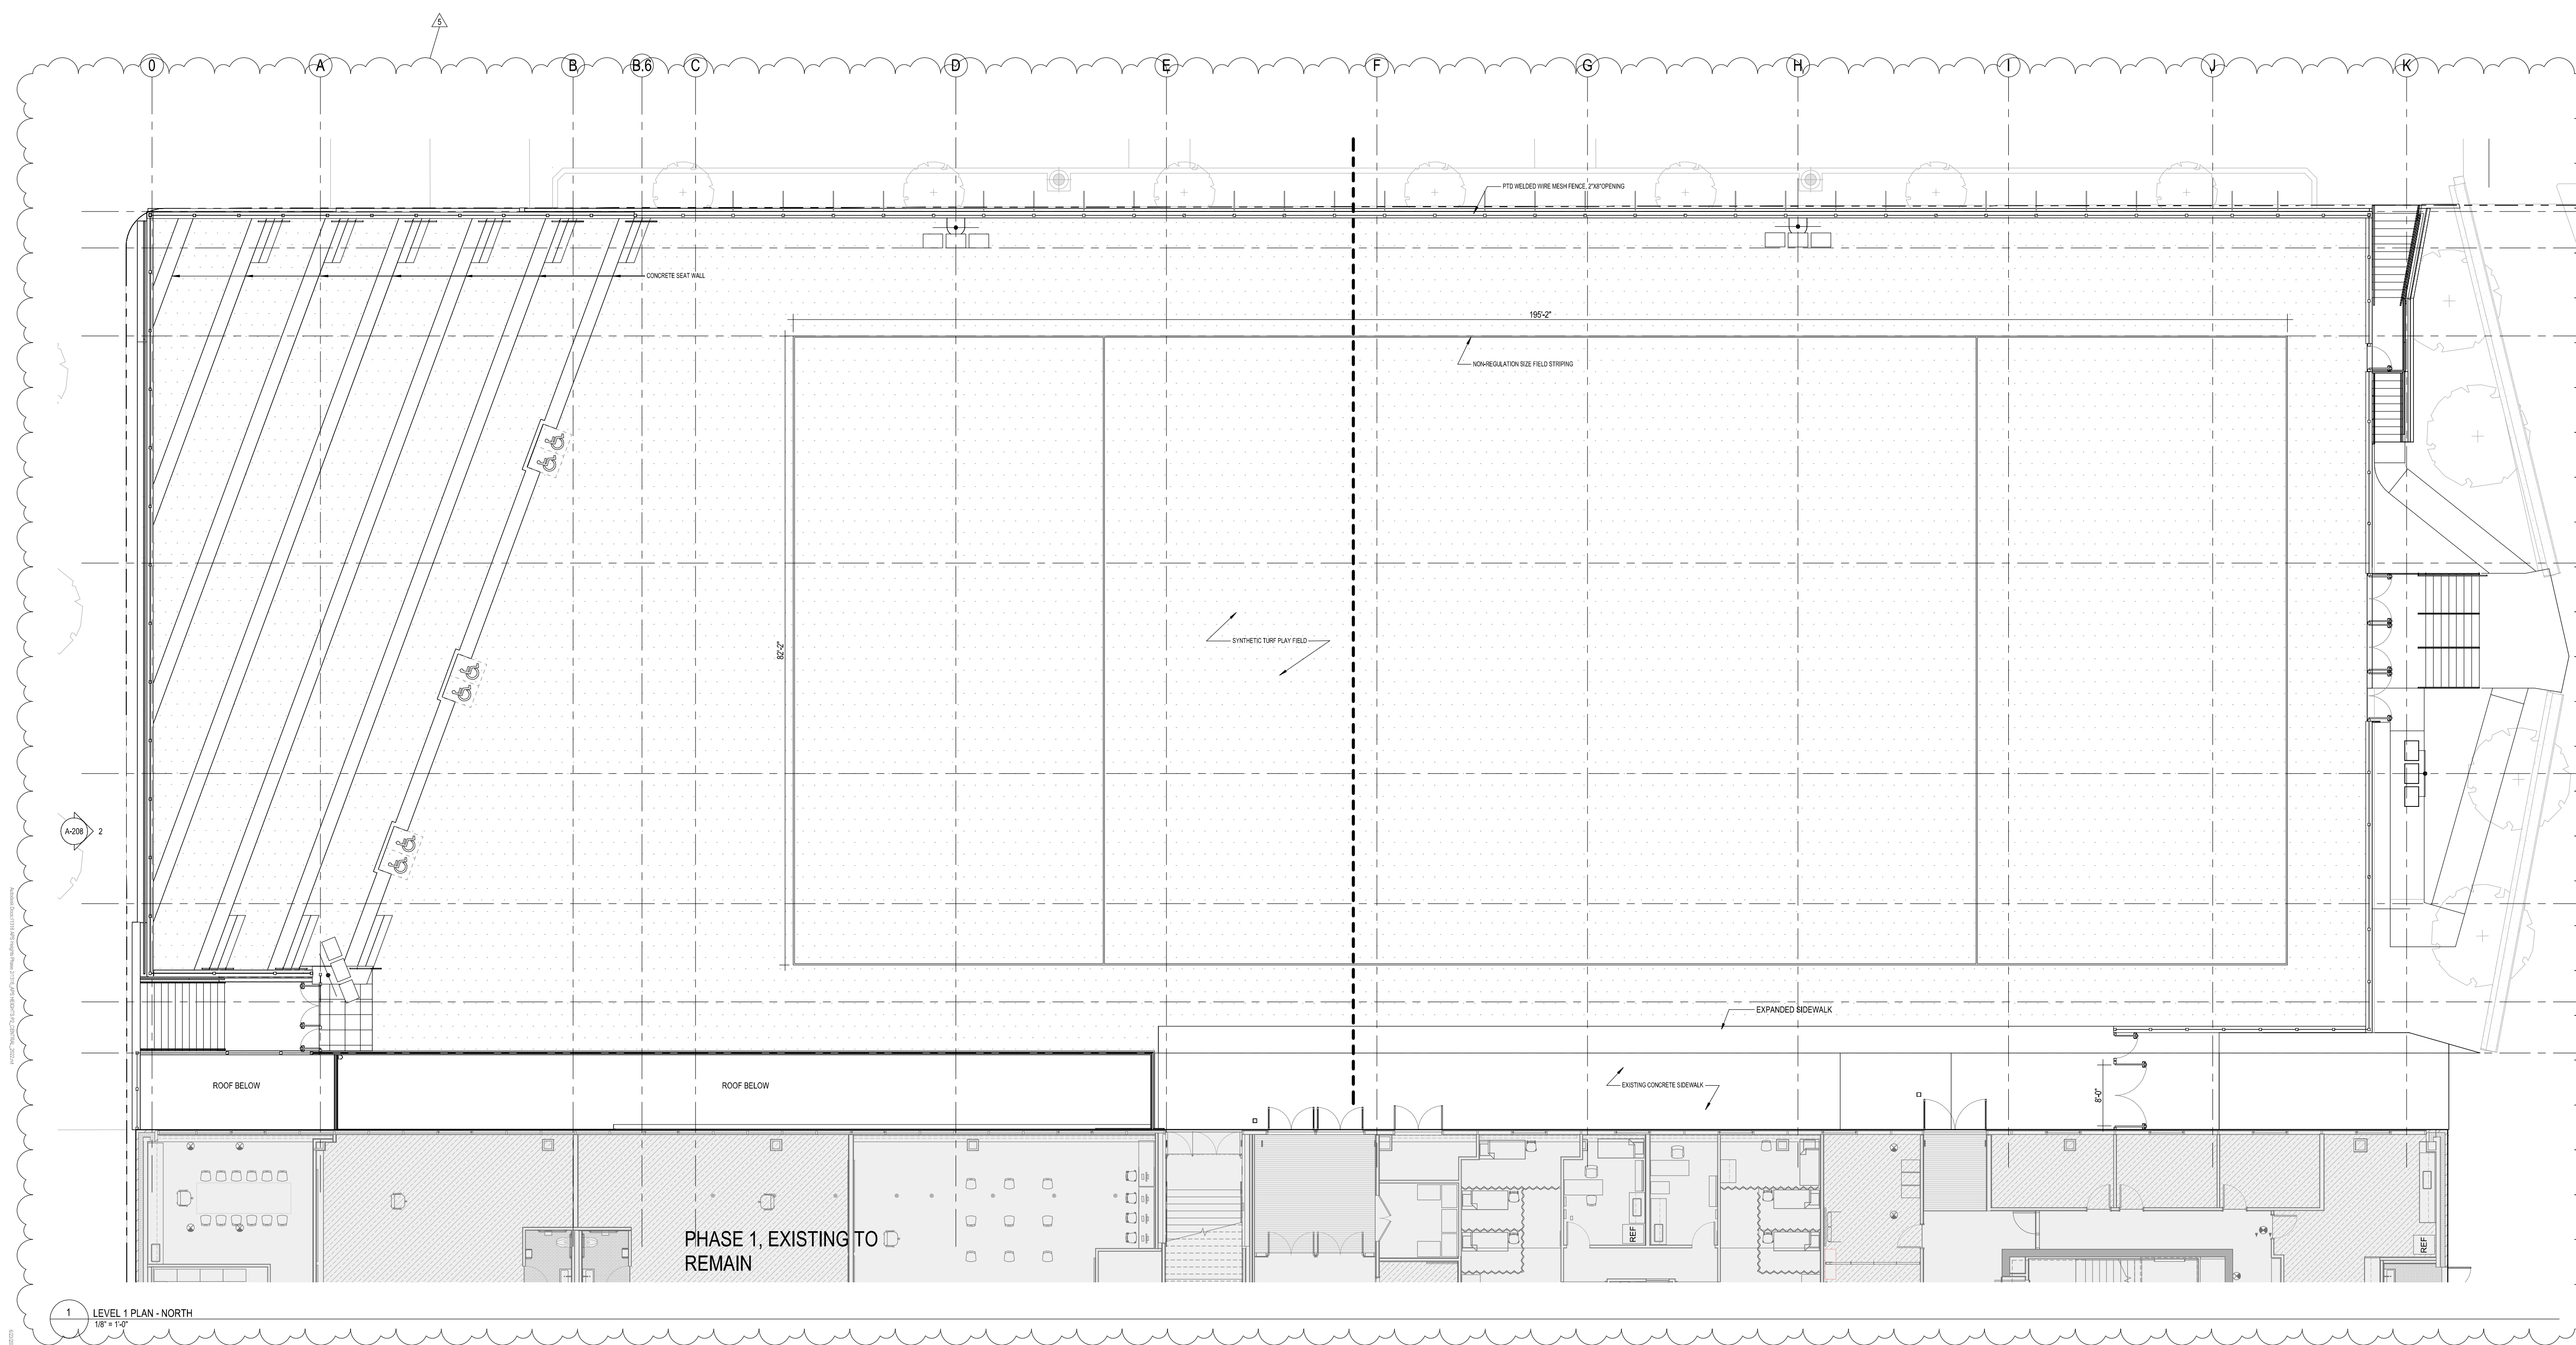 5
0 A B B.6 C D E F G H I J K
PTD WELDED WIRE MESH FENCE, 2"X8"OPENING
CONCRETE SEAT WALL
195'-2"
NON-REGULATION SIZE FIELD STRIPING
82'-2"
SYNTHETIC TURF PLAY FIELD
A-208 2
EXPANDED SIDEWALK
ROOF BELOW
ROOF BELOW
EXISTING CONCRETE SIDEWALK
8'-0"
REF
REF
PHASE 1, EXISTING TO
REMAIN
1 LEVEL 1 PLAN - NORTH
1/8" = 1'-0"